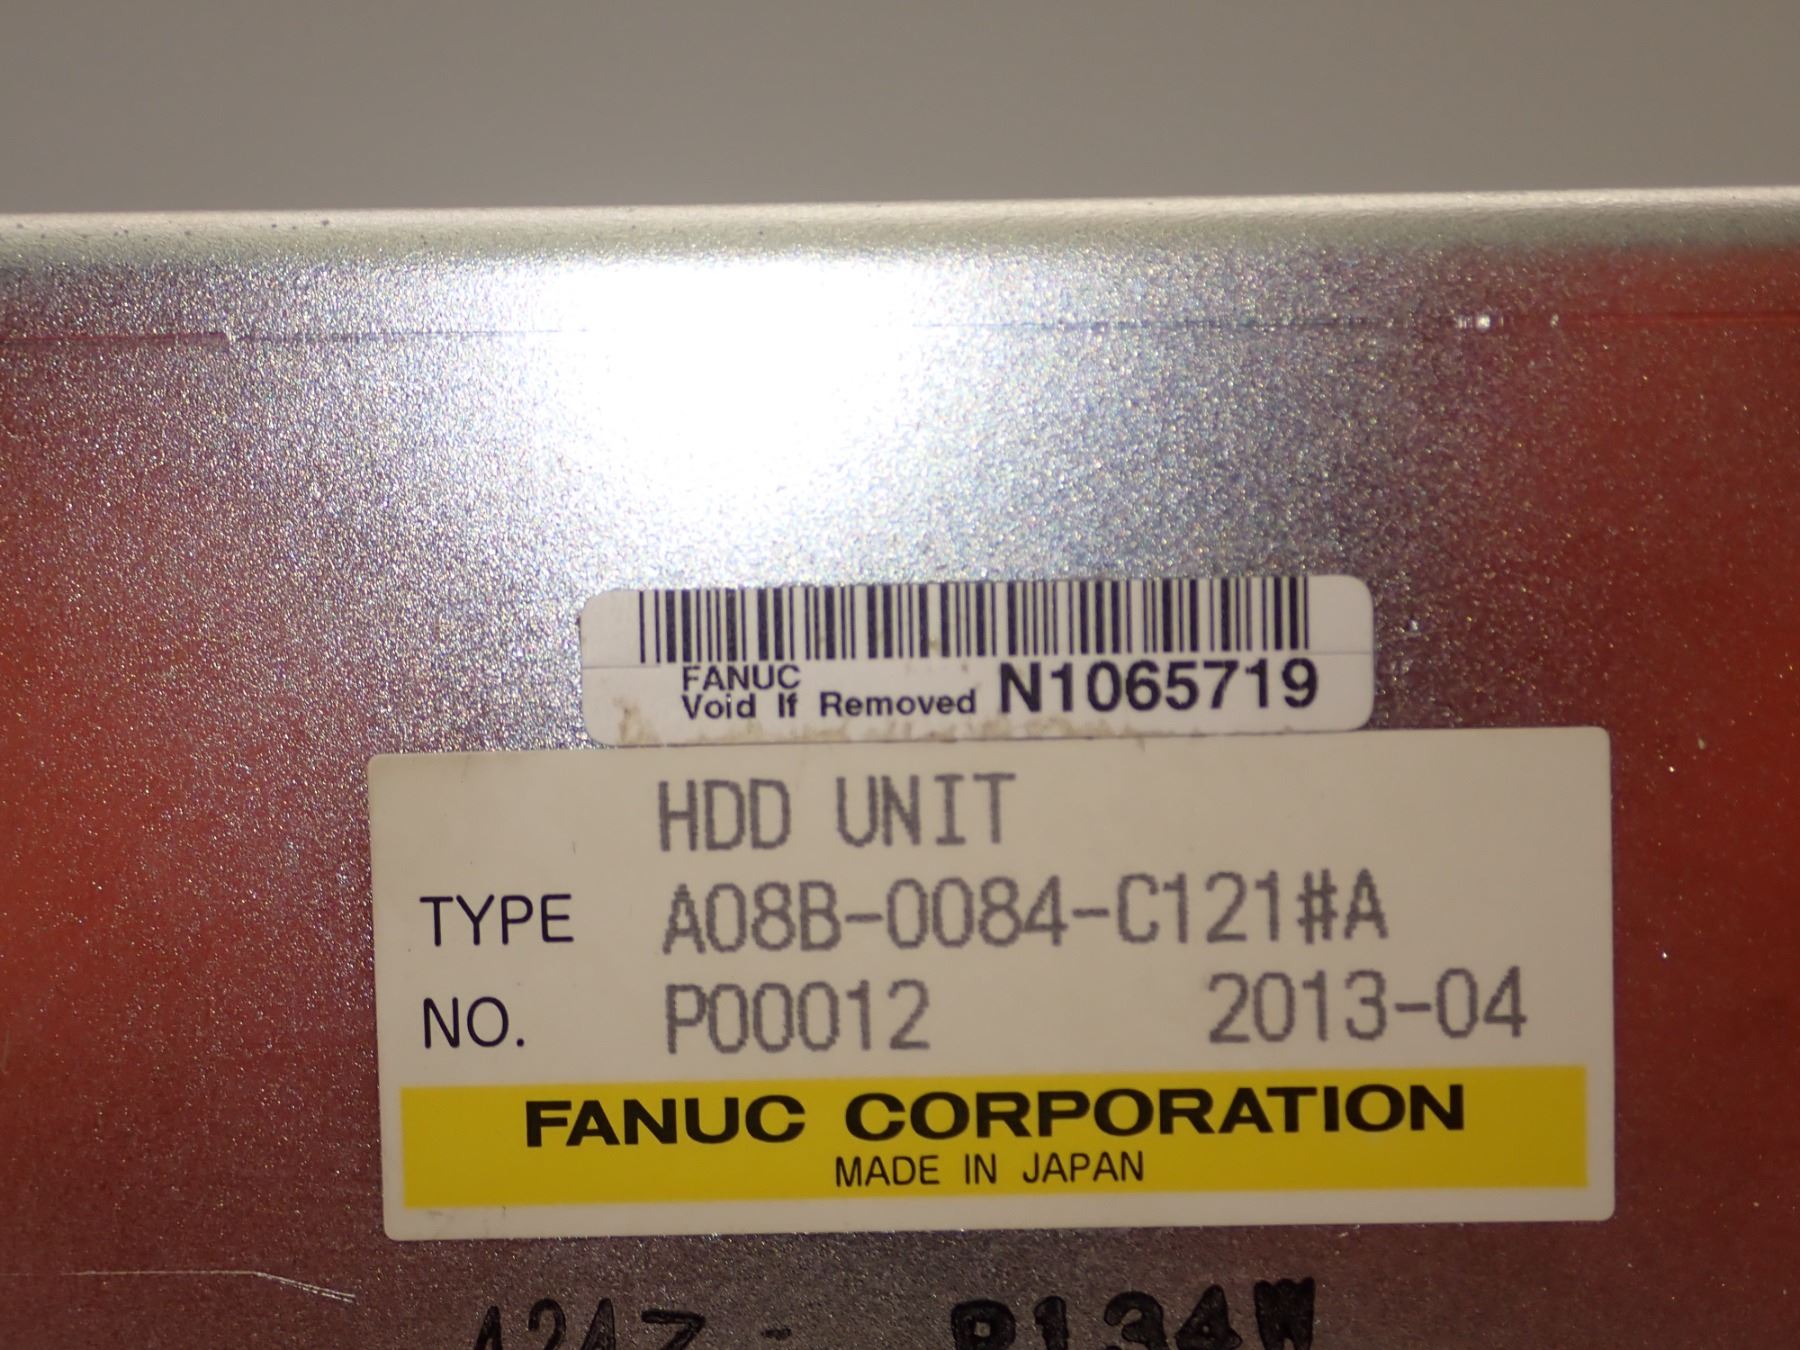 FANUC
Void If Removed N1065719
HDD UNIT
TYPE A08B-0084-C121#A
NO. P00012 2013-04
FANUC CORPORATION
MADE IN JAPAN